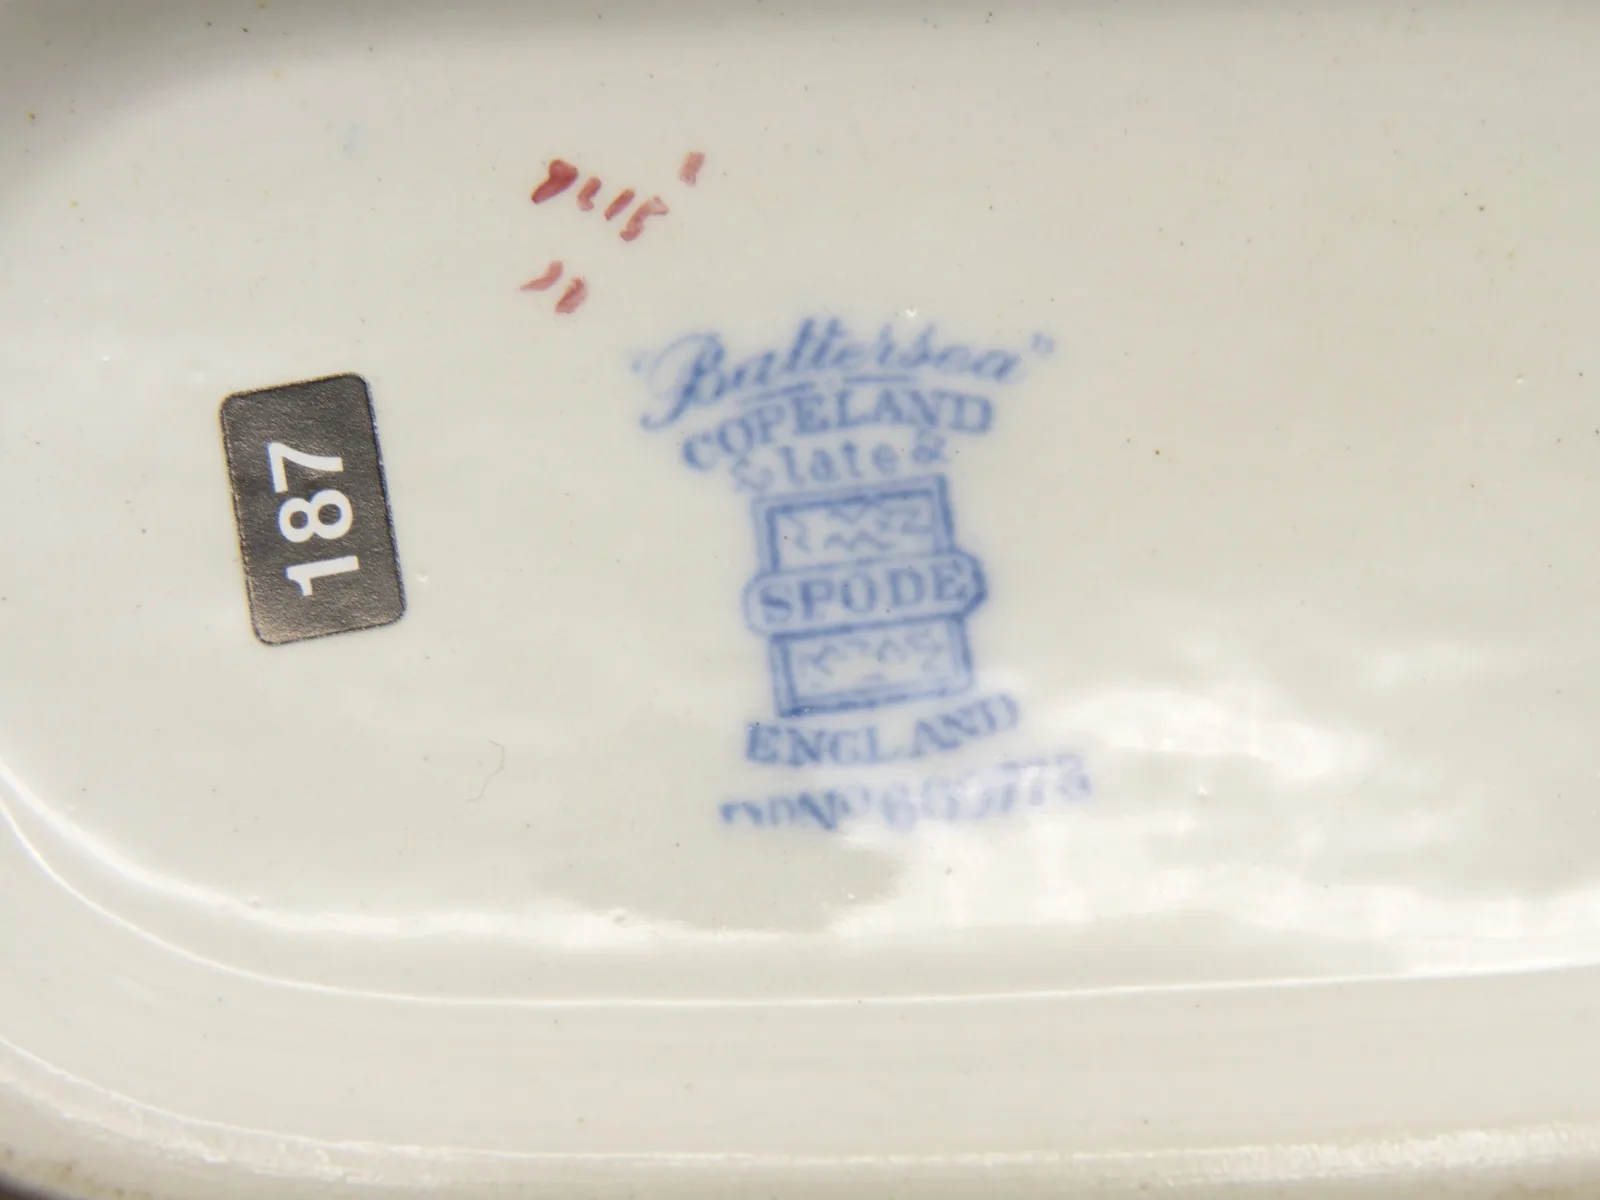 "Battersea"
COPELAND
& late &
SPODE
ENGLAND
187